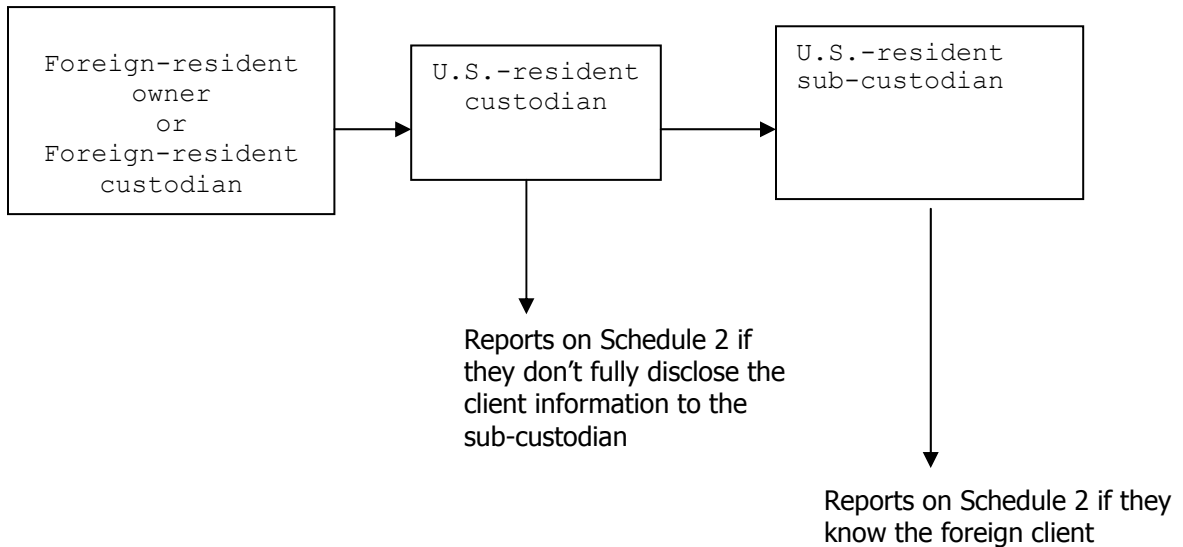 Foreign-resident
owner
or
Foreign-resident
custodian
U.S.-resident
custodian
U.S.-resident
sub-custodian
Reports on Schedule 2 if
they don’t fully disclose the
client information to the
sub-custodian
Reports on Schedule 2 if they
know the foreign client